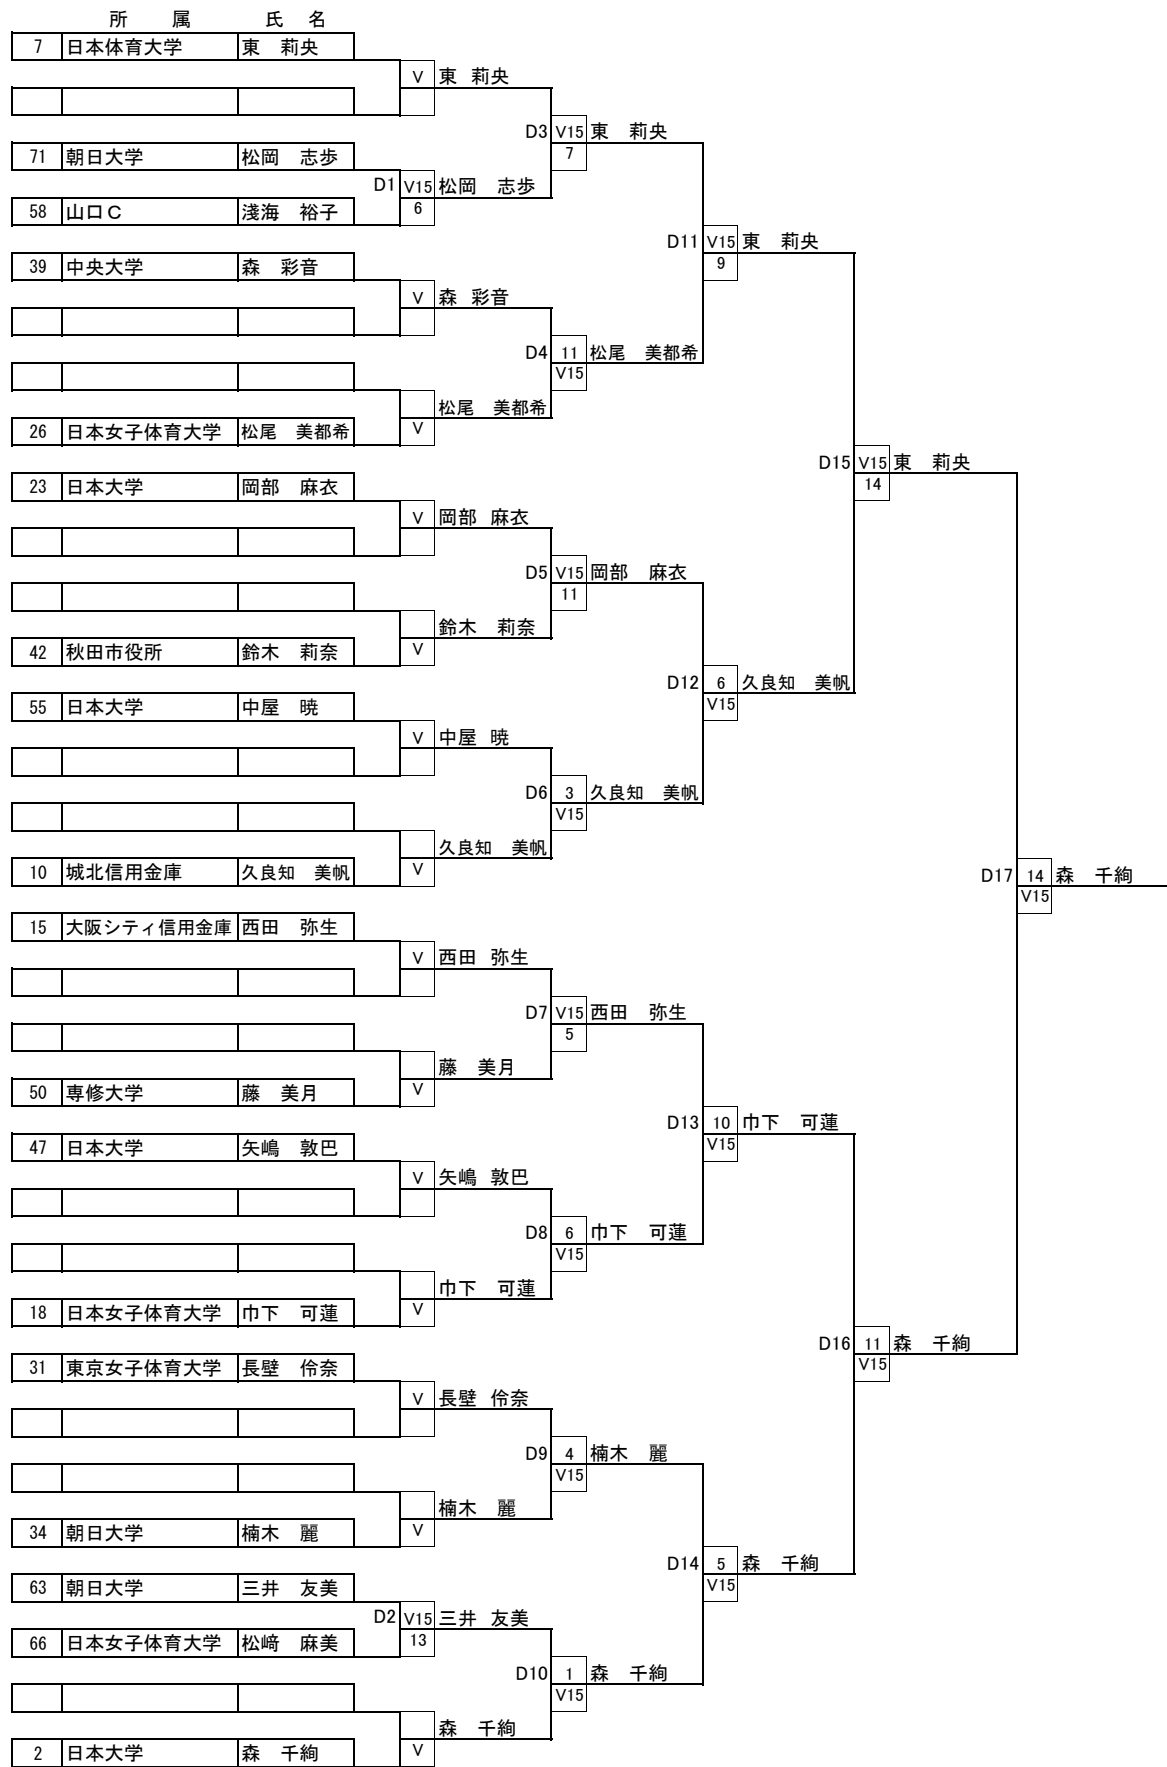 所　属　氏　名
7 日本体育大学 東　莉央
V 東 莉央
D3 V15 東　莉央
7
71 朝日大学 松岡　志歩
D1 V15 松岡　志歩
6
58 山口Ｃ 淺海　裕子
D11 V15 東　莉央
9
39 中央大学 森　彩音
V 森 彩音
D4 11 松尾　美都希
V15
松尾　美都希
V
26 日本女子体育大学 松尾　美都希
D15 V15 東　莉央
14
23 日本大学 岡部　麻衣
V 岡部 麻衣
D5 V15 岡部　麻衣
11
鈴木　莉奈
V
42 秋田市役所 鈴木　莉奈
D12 6 久良知　美帆
V15
55 日本大学 中屋　暁
V 中屋 暁
D6 3 久良知　美帆
V15
久良知　美帆
V
10 城北信用金庫 久良知　美帆
D17 14 森　千絢
V15
15 大阪シティ信用金庫 西田　弥生
V 西田 弥生
D7 V15 西田　弥生
5
藤　美月
V
50 専修大学 藤　美月
D13 10 巾下　可蓮
V15
47 日本大学 矢嶋　敦巴
V 矢嶋 敦巴
D8 6 巾下　可蓮
V15
巾下　可蓮
V
18 日本女子体育大学 巾下　可蓮
D16 11 森　千絢
V15
31 東京女子体育大学 長壁　伶奈
V 長壁 伶奈
D9 4 楠木　麗
V15
楠木　麗
V
34 朝日大学 楠木　麗
D14 5 森　千絢
V15
63 朝日大学 三井　友美
D2 V15 三井 友美
13
66 日本女子体育大学 松﨑　麻美
D10 1 森　千絢
V15
森　千絢
V
2 日本大学 森　千絢